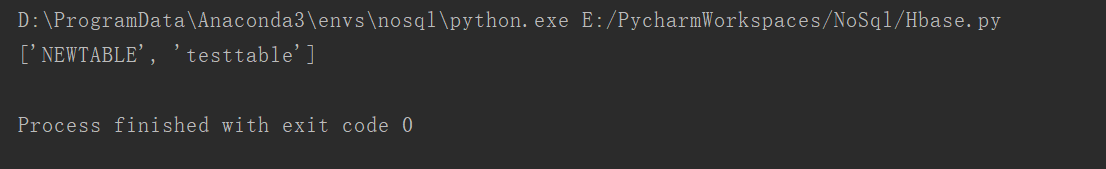 D:\ProgramData\Anaconda3\envs\nosql\python.exe E:/PycharmWorkspaces/NoSql/Hbase.py
['NEWTABLE', 'testtable']
Process finished with exit code 0